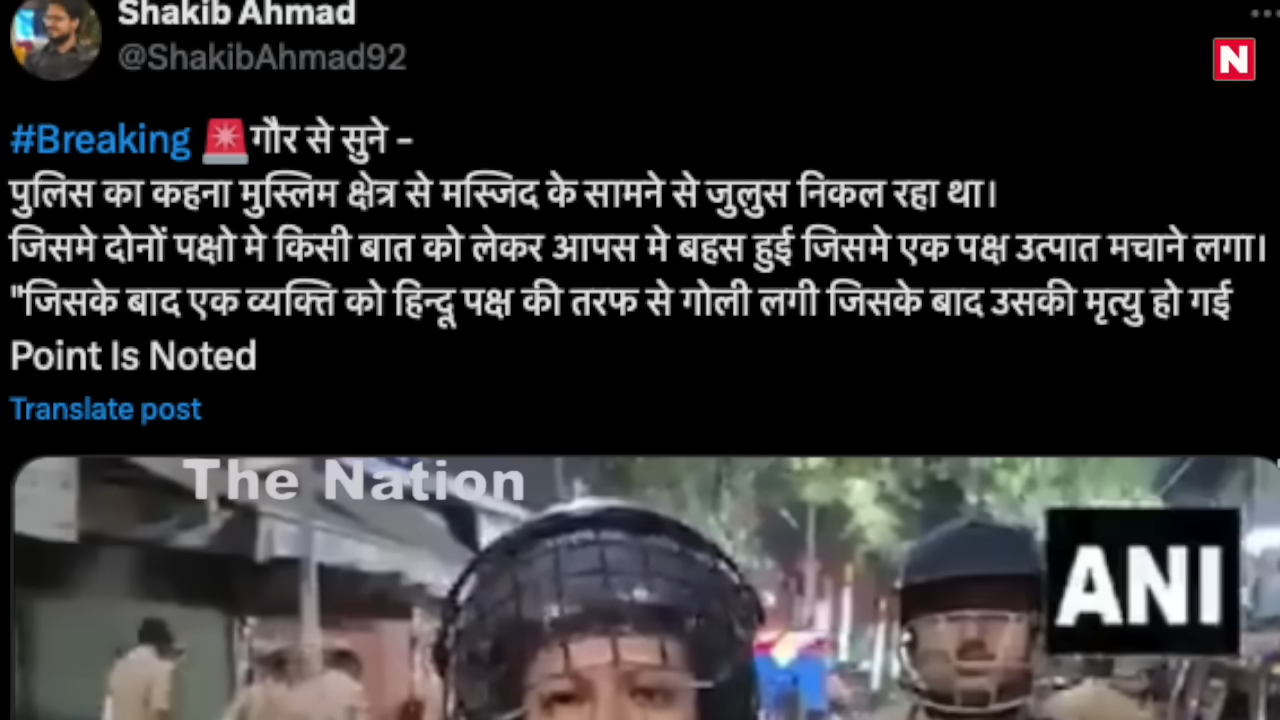 Shakib Ahmad
@ShakibAhmad92
N
#Breaking 🚨गौर से सुने -
पुलिस का कहना मुस्लिम क्षेत्र से मस्जिद के सामने से जुलुस निकल रहा था।
जिसमे दोनों पक्षो मे किसी बात को लेकर आपस मे बहस हुई जिसमे एक पक्ष उत्पात मचाने लगा।
"जिसके बाद एक व्यक्ति को हिन्दू पक्ष की तरफ से गोली लगी जिसके बाद उसकी मृत्यु हो गई
Point Is Noted
Translate post
The Nation
ANI